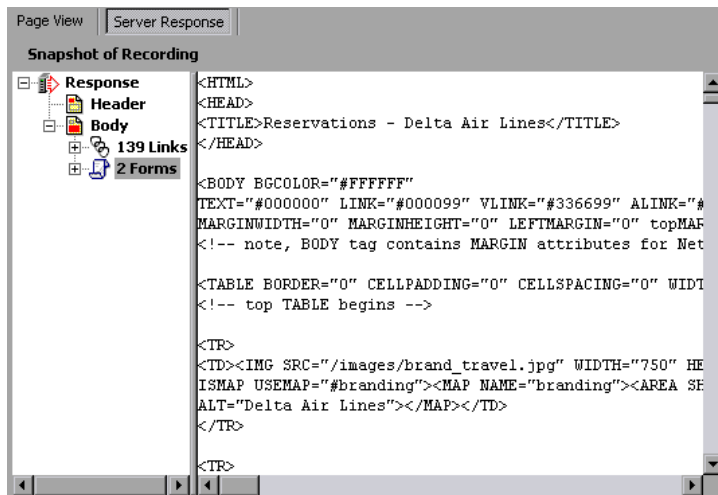 Page View
Server Response
Snapshot of Recording
Response
Header
Body
139 Links
2 Forms
<HTML>
<HEAD>
<TITLE>Reservations - Delta Air Lines</TITLE>
</HEAD>
<BODY BGCOLOR="#FFFFFF"
TEXT="#000000" LINK="#000099" VLINK="#336699" ALINK="#
MARGINWIDTH="0" MARGINHEIGHT="0" LEFTMARGIN="0" topMAR
<!-- note, BODY tag contains MARGIN attributes for Net
<TABLE BORDER="0" CELLPADDING="0" CELLSPACING="0" WIDT
<!-- top TABLE begins -->
<TR>
<TD><IMG SRC="/images/brand_travel.jpg" WIDTH="750" HE
ISMAP USEMAP="#branding"><MAP NAME="branding"><AREA SH
ALT="Delta Air Lines"></MAP></TD>
</TR>
<TR>